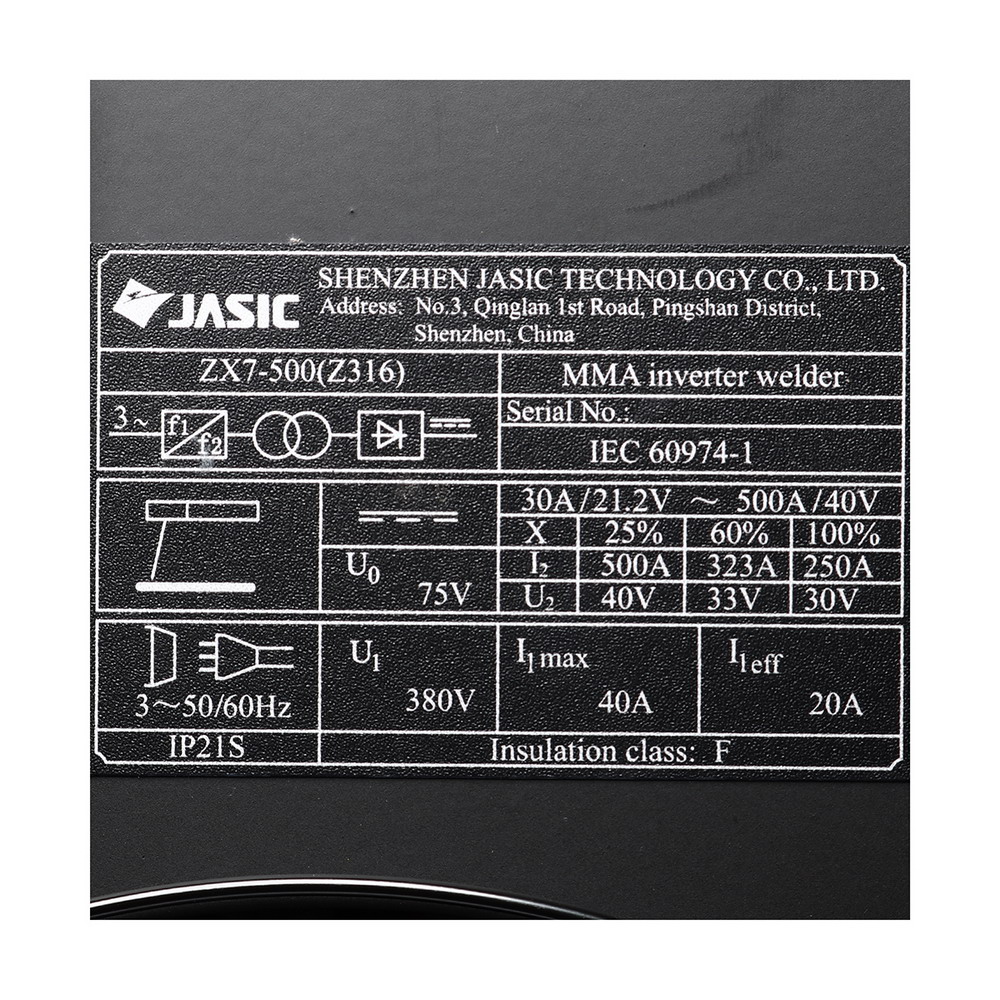 JASIC
SHENZHEN JASIC TECHNOLOGY CO., LTD.
Address: No.3, Qinglan 1st Road, Pingshan District,
Shenzhen, China
ZX7-500(Z316)
MMA inverter welder
3~ f1 f2
Serial No.:
IEC 60974-1
30A/21.2V ～ 500A/40V
X 25% 60% 100%
U0 75V
I2 500A 323A 250A
U2 40V 33V 30V
3～50/60Hz
U1 380V
I1max 40A
I1eff 20A
IP21S
Insulation class: F